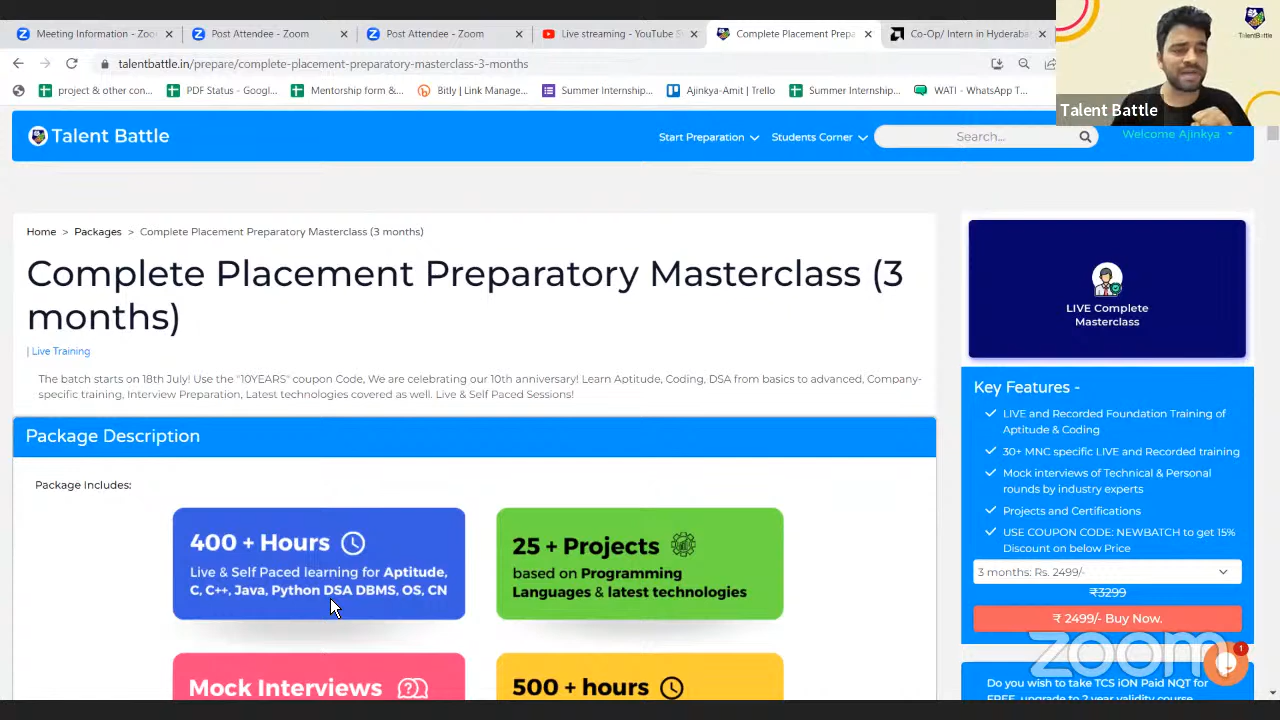 Meeting Information - Zoo
Post Attendee - Zoom
Post Attendee - Zoom
Live streaming - YouTube S
Complete Placement Prepa
Co-Op/ Intern in Hyderaba
TalentBattle
talentbattle.in/prepare/complete-placement-preparatory-masterclass-3-months
project & other con...
PDF Status - Googl...
Mentorship form &...
Bitly | Link Manage...
Summer Internship...
Ajinkya-Amit | Trello
Summer Internship...
WATI - WhatsApp T...
Talent Battle
Talent Battle
Start Preparation
Students Corner
Search...
Welcome Ajinkya
Home > Packages > Complete Placement Preparatory Masterclass (3 months)
Complete Placement Preparatory Masterclass (3
months)
| Live Training
The batch starts on 18th July! Use the "10YEARS" coupon Code, We are celebrating our 10th anniversary! Learn Aptitude, Coding, DSA from basics to advanced, Company-
specific training, Interview Preparation, Latest technologies covered as well. Live & Self Paced Sessions!
Package Description
Package Includes:
400 + Hours
Live & Self Paced learning for Aptitude,
C, C++, Java, Python DSA DBMS, OS, CN
25 + Projects
based on Programming
Languages & latest technologies
Mock Interviews
500 + hours
LIVE Complete
Masterclass
Key Features -
LIVE and Recorded Foundation Training of
Aptitude & Coding
30+ MNC specific LIVE and Recorded training
Mock interviews of Technical & Personal
rounds by industry experts
Projects and Certifications
USE COUPON CODE: NEWBATCH to get 15%
Discount on below Price
3 months: Rs. 2499/-
₹3299
₹ 2499/- Buy Now.
zoom
1
Do you wish to take TCS iON Paid NQT for
FREE, upgrade to 2 year validity course